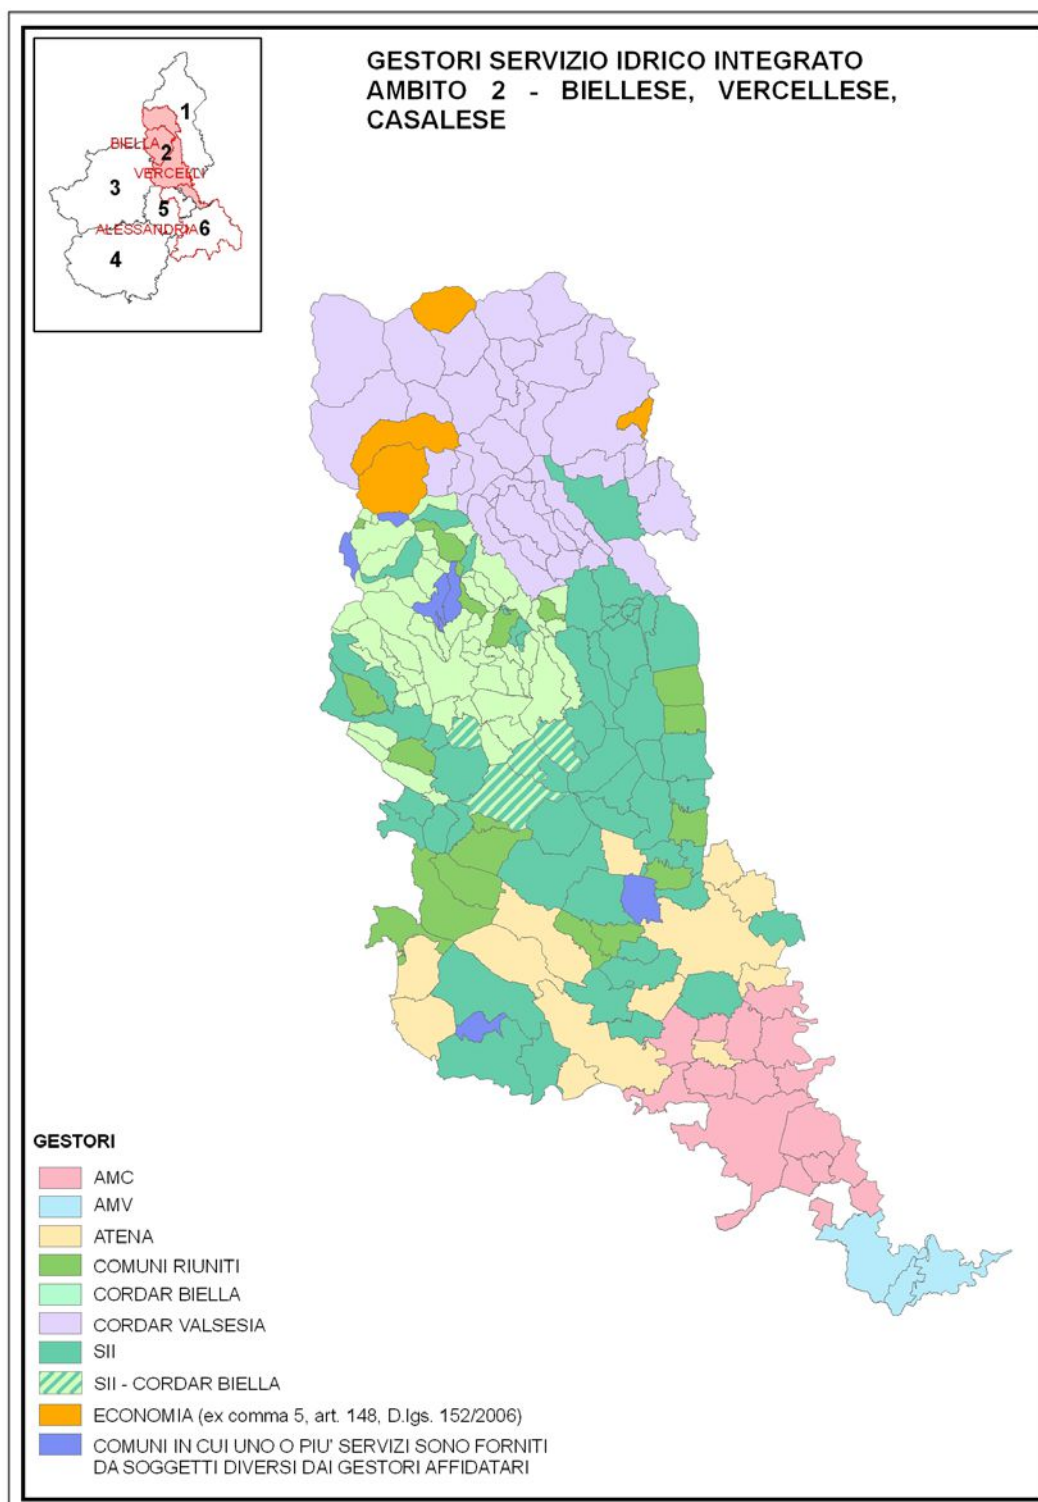 GESTORI SERVIZIO IDRICO INTEGRATO
AMBITO 2 - BIELLESE, VERCELLESE,
CASALESE
1
BIELLA
2
VERCELLI
3
5
ALESSANDRIA
6
4
GESTORI
AMC
AMV
ATENA
COMUNI RIUNITI
CORDAR BIELLA
CORDAR VALSESIA
SII
SII - CORDAR BIELLA
ECONOMIA (ex comma 5, art. 148, D.lgs. 152/2006)
COMUNI IN CUI UNO O PIU' SERVIZI SONO FORNITI
DA SOGGETTI DIVERSI DAI GESTORI AFFIDATARI